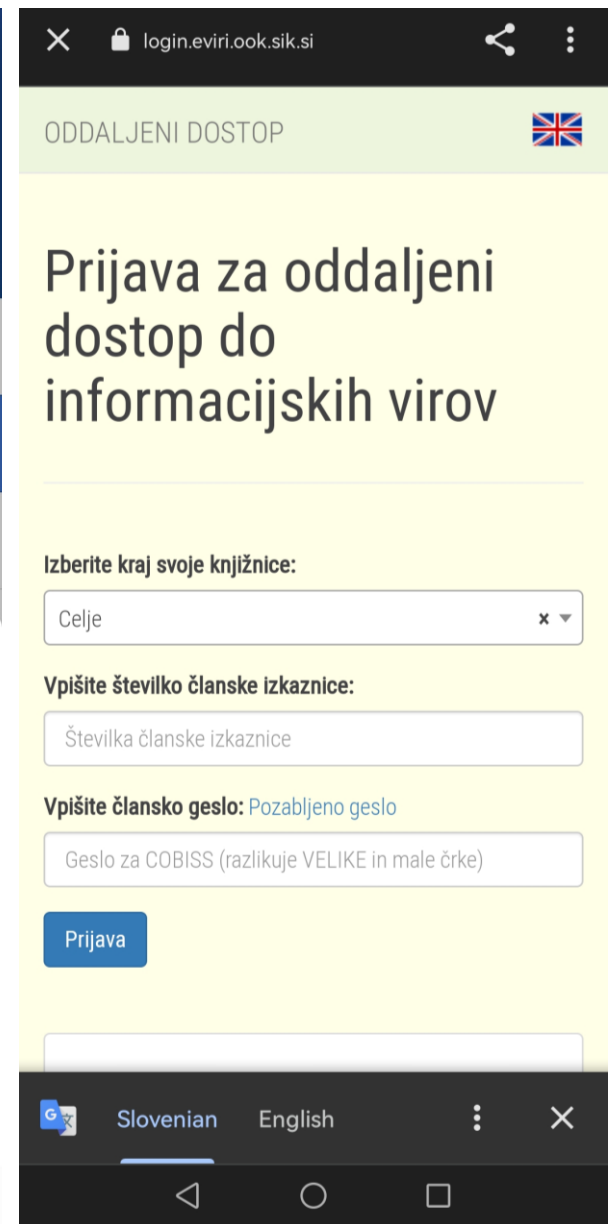 login.eviri.ook.sik.si
ODDALJENI DOSTOP
Prijava za oddaljeni
dostop do
informacijskih virov
Izberite kraj svoje knjižnice:
Celje
Vpišite številko članske izkaznice:
Številka članske izkaznice
Vpišite člansko geslo: Pozabljeno geslo
Geslo za COBISS (razlikuje VELIKE in male črke)
Prijava
Slovenian English